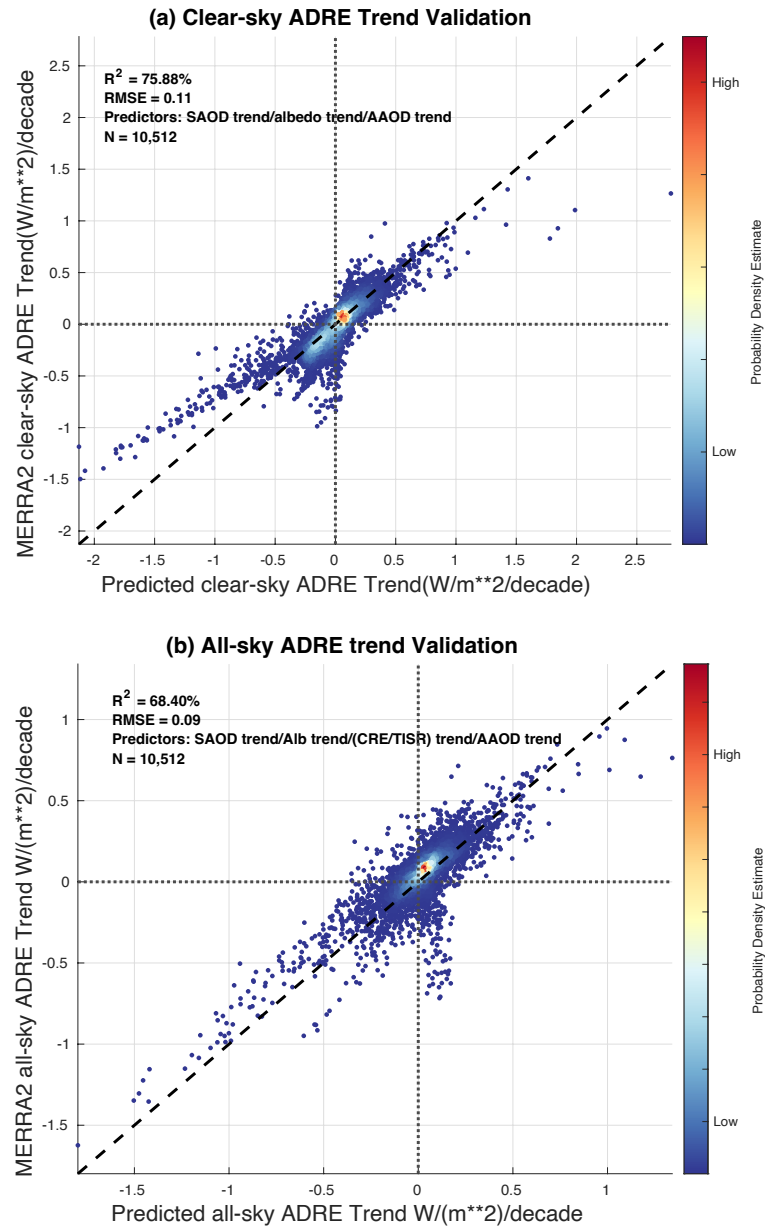 (a) Clear-sky ADRE Trend Validation
R² = 75.88%
RMSE = 0.11
Predictors: SAOD trend/albedo trend/AAOD trend
N = 10,512
2.5
2
1.5
1
0.5
0
-0.5
-1
-1.5
-2
MERRA2 clear-sky ADRE Trend(W/m**2)/decade
-2 -1.5 -1 -0.5 0 0.5 1 1.5 2 2.5
Predicted clear-sky ADRE Trend(W/m**2/decade)
High
Low
Probability Density Estimate
(b) All-sky ADRE trend Validation
R² = 68.40%
RMSE = 0.09
Predictors: SAOD trend/Alb trend/(CRE/TISR) trend/AAOD trend
N = 10,512
1
0.5
0
-0.5
-1
-1.5
MERRA2 all-sky ADRE Trend W/(m**2)/decade
-1.5 -1 -0.5 0 0.5 1
Predicted all-sky ADRE Trend W/(m**2)/decade
High
Low
Probability Density Estimate